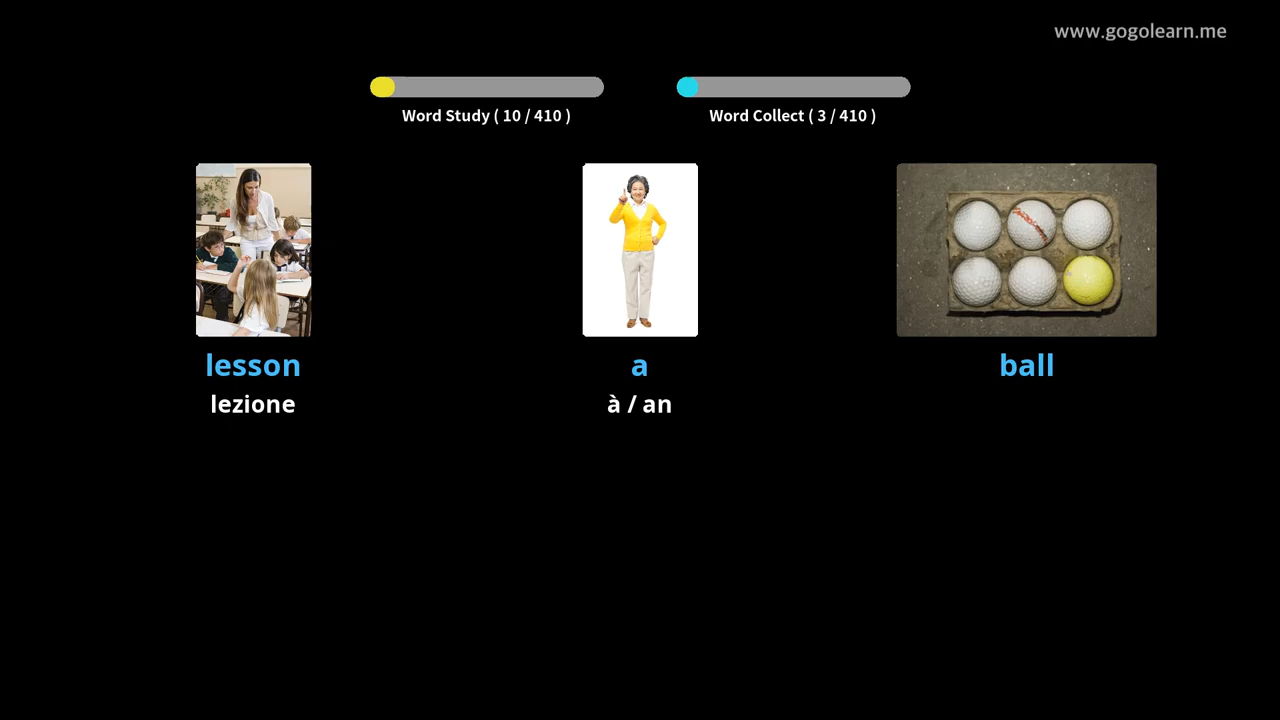 www.gogolearn.me
Word Study ( 10 / 410 )
Word Collect ( 3 / 410 )
lesson
a
ball
lezione
à / an